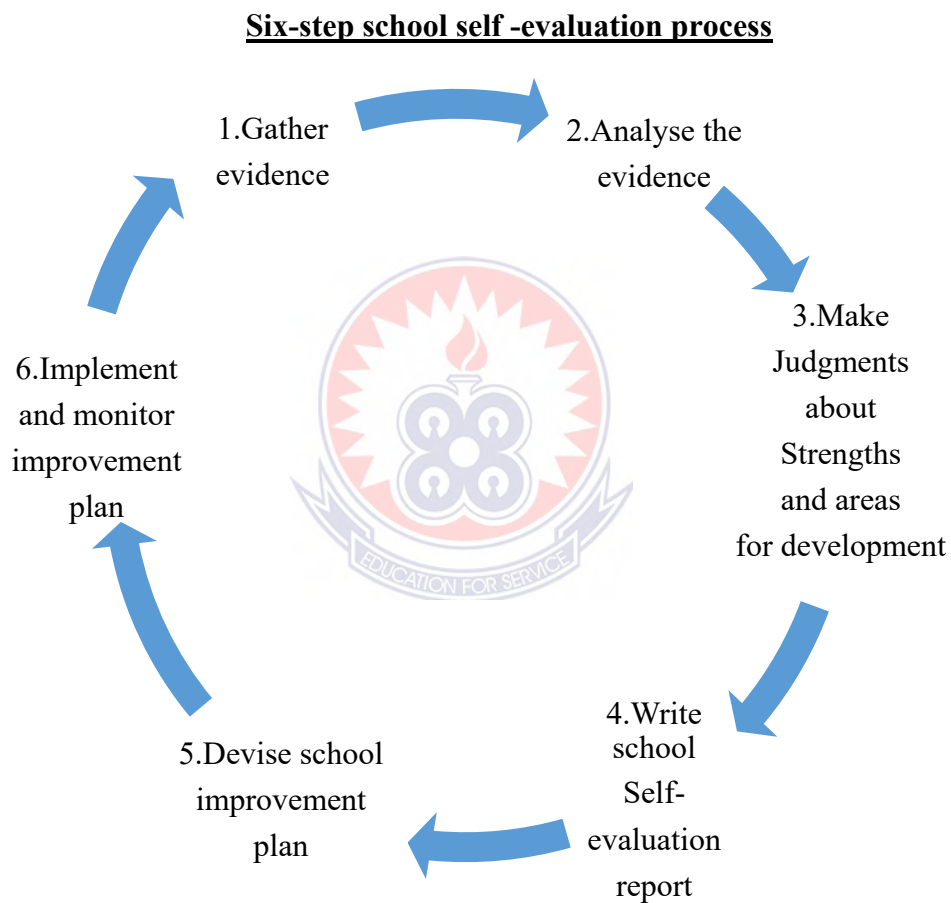 Six-step school self -evaluation process
1.Gather
evidence
2.Analyse the
evidence
3.Make
Judgments
about
Strengths
and areas
for development
4.Write
school
Self-
evaluation
report
5.Devise school
improvement
plan
6.Implement
and monitor
improvement
plan
EDUCATION FOR SERVICE